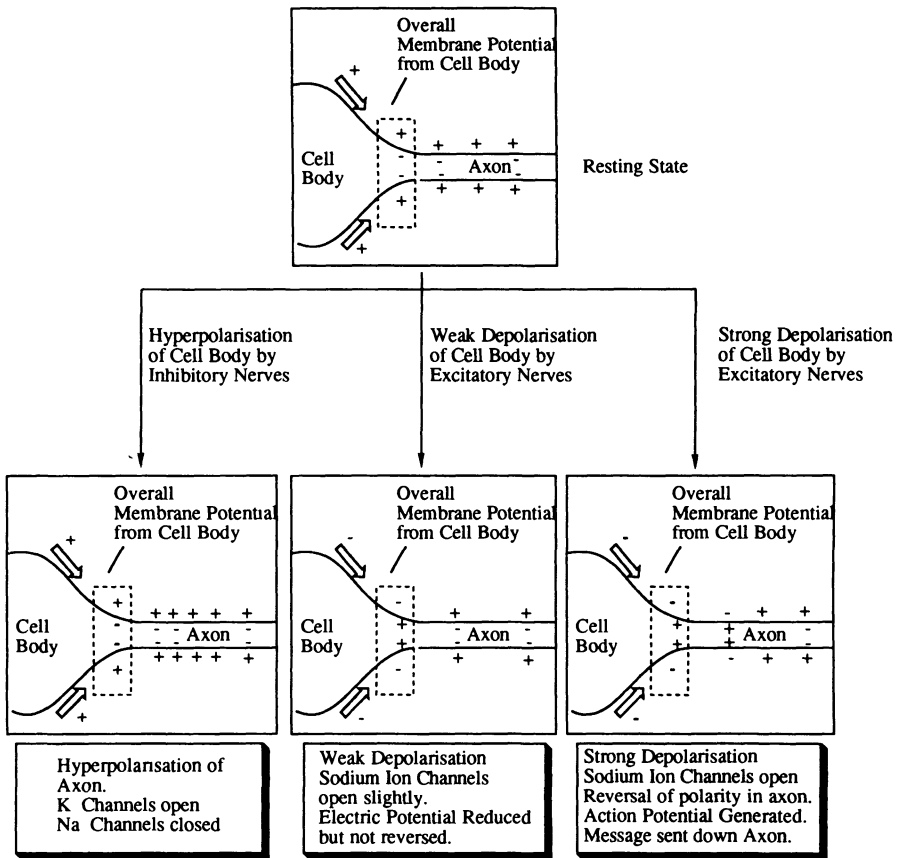 Overall
Membrane Potential
from Cell Body
+
+
+ + +
Cell
Body
-
- Axon -
-
+ + +
+
+
Resting State
Hyperpolarisation
of Cell Body by
Inhibitory Nerves
Weak Depolarisation
of Cell Body by
Excitatory Nerves
Strong Depolarisation
of Cell Body by
Excitatory Nerves
Overall
Membrane Potential
from Cell Body
+
+
++ + + +
Cell
Body
-
- - - Axon -
-
++ + + +
+
+
Overall
Membrane Potential
from Cell Body
-
-
+ +
Cell
Body
+
- Axon -
+
+ +
-
-
Overall
Membrane Potential
from Cell Body
-
-
- + +
Cell
Body
+
+ Axon -
+
- + +
-
-
Hyperpolarisation of
Axon.
K Channels open
Na Channels closed
Weak Depolarisation
Sodium Ion Channels
open slightly.
Electric Potential Reduced
but not reversed.
Strong Depolarisation
Sodium Ion Channels open
Reversal of polarity in axon.
Action Potential Generated.
Message sent down Axon.